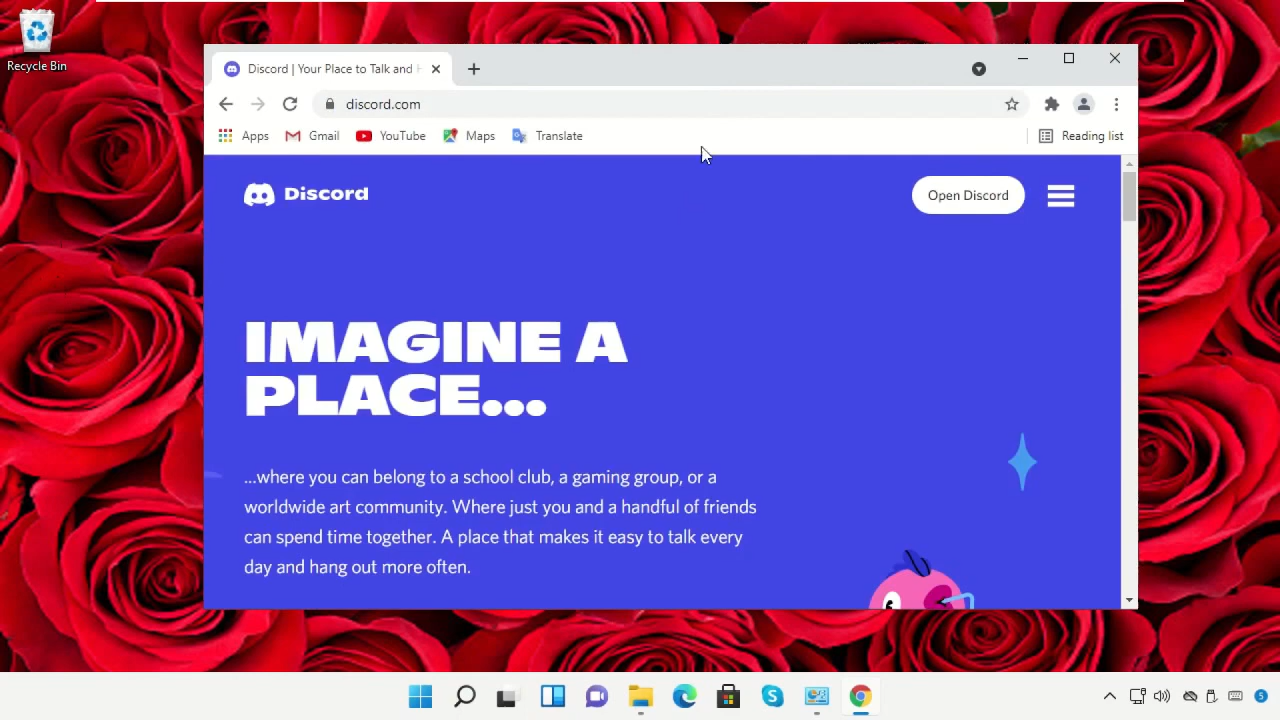 Recycle Bin
Discord | Your Place to Talk and H
discord.com
Apps Gmail YouTube Maps Translate Reading list
Discord Open Discord
IMAGINE A
PLACE...
...where you can belong to a school club, a gaming group, or a
worldwide art community. Where just you and a handful of friends
can spend time together. A place that makes it easy to talk every
day and hang out more often.
5